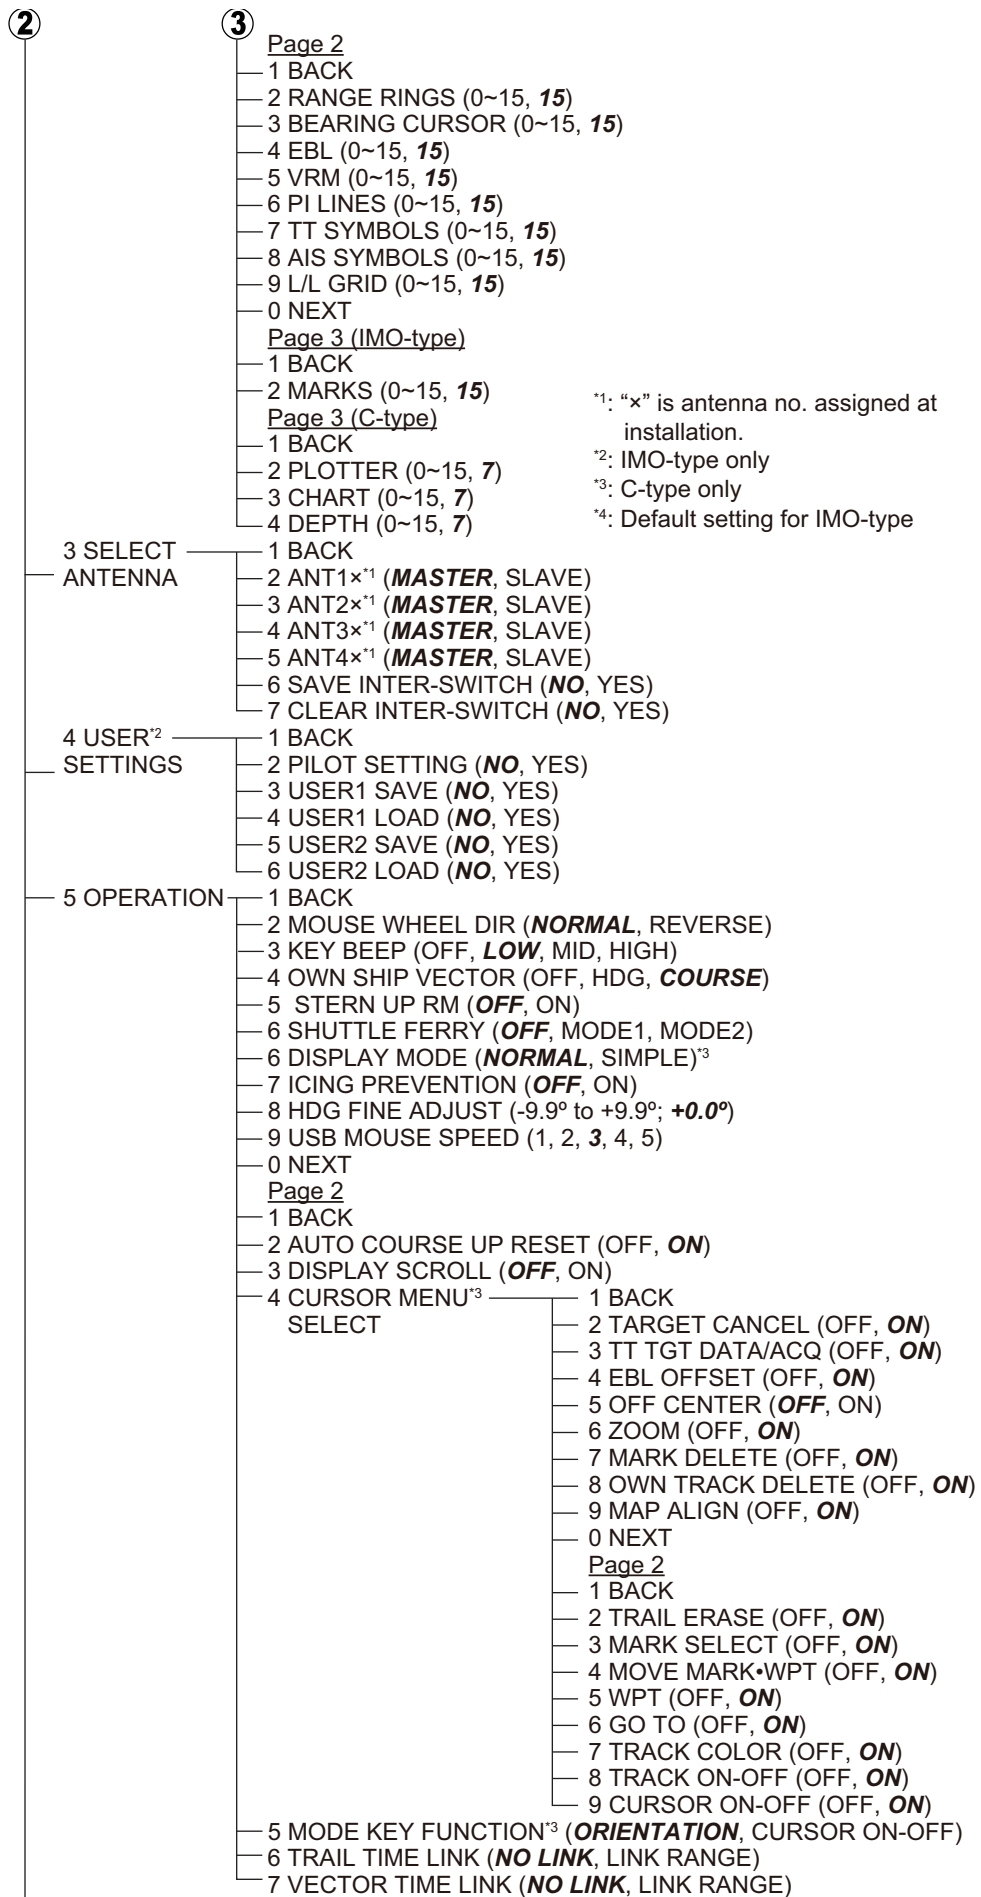 2
3
Page 2
1 BACK
2 RANGE RINGS (0~15, 15)
3 BEARING CURSOR (0~15, 15)
4 EBL (0~15, 15)
5 VRM (0~15, 15)
6 PI LINES (0~15, 15)
7 TT SYMBOLS (0~15, 15)
8 AIS SYMBOLS (0~15, 15)
9 L/L GRID (0~15, 15)
0 NEXT
Page 3 (IMO-type)
1 BACK
2 MARKS (0~15, 15)
Page 3 (C-type)
1 BACK
2 PLOTTER (0~15, 7)
3 CHART (0~15, 7)
4 DEPTH (0~15, 7)
*1: “×” is antenna no. assigned at
installation.
*2: IMO-type only
*3: C-type only
*4: Default setting for IMO-type
3 SELECT
ANTENNA
1 BACK
2 ANT1×*1 (MASTER, SLAVE)
3 ANT2×*1 (MASTER, SLAVE)
4 ANT3×*1 (MASTER, SLAVE)
5 ANT4×*1 (MASTER, SLAVE)
6 SAVE INTER-SWITCH (NO, YES)
7 CLEAR INTER-SWITCH (NO, YES)
4 USER*2
SETTINGS
1 BACK
2 PILOT SETTING (NO, YES)
3 USER1 SAVE (NO, YES)
4 USER1 LOAD (NO, YES)
5 USER2 SAVE (NO, YES)
6 USER2 LOAD (NO, YES)
5 OPERATION
1 BACK
2 MOUSE WHEEL DIR (NORMAL, REVERSE)
3 KEY BEEP (OFF, LOW, MID, HIGH)
4 OWN SHIP VECTOR (OFF, HDG, COURSE)
5 STERN UP RM (OFF, ON)
6 SHUTTLE FERRY (OFF, MODE1, MODE2)
6 DISPLAY MODE (NORMAL, SIMPLE)*3
7 ICING PREVENTION (OFF, ON)
8 HDG FINE ADJUST (-9.9º to +9.9º; +0.0º)
9 USB MOUSE SPEED (1, 2, 3, 4, 5)
0 NEXT
Page 2
1 BACK
2 AUTO COURSE UP RESET (OFF, ON)
3 DISPLAY SCROLL (OFF, ON)
4 CURSOR MENU*3
SELECT
1 BACK
2 TARGET CANCEL (OFF, ON)
3 TT TGT DATA/ACQ (OFF, ON)
4 EBL OFFSET (OFF, ON)
5 OFF CENTER (OFF, ON)
6 ZOOM (OFF, ON)
7 MARK DELETE (OFF, ON)
8 OWN TRACK DELETE (OFF, ON)
9 MAP ALIGN (OFF, ON)
0 NEXT
Page 2
1 BACK
2 TRAIL ERASE (OFF, ON)
3 MARK SELECT (OFF, ON)
4 MOVE MARK•WPT (OFF, ON)
5 WPT (OFF, ON)
6 GO TO (OFF, ON)
7 TRACK COLOR (OFF, ON)
8 TRACK ON-OFF (OFF, ON)
9 CURSOR ON-OFF (OFF, ON)
5 MODE KEY FUNCTION*3 (ORIENTATION, CURSOR ON-OFF)
6 TRAIL TIME LINK (NO LINK, LINK RANGE)
7 VECTOR TIME LINK (NO LINK, LINK RANGE)